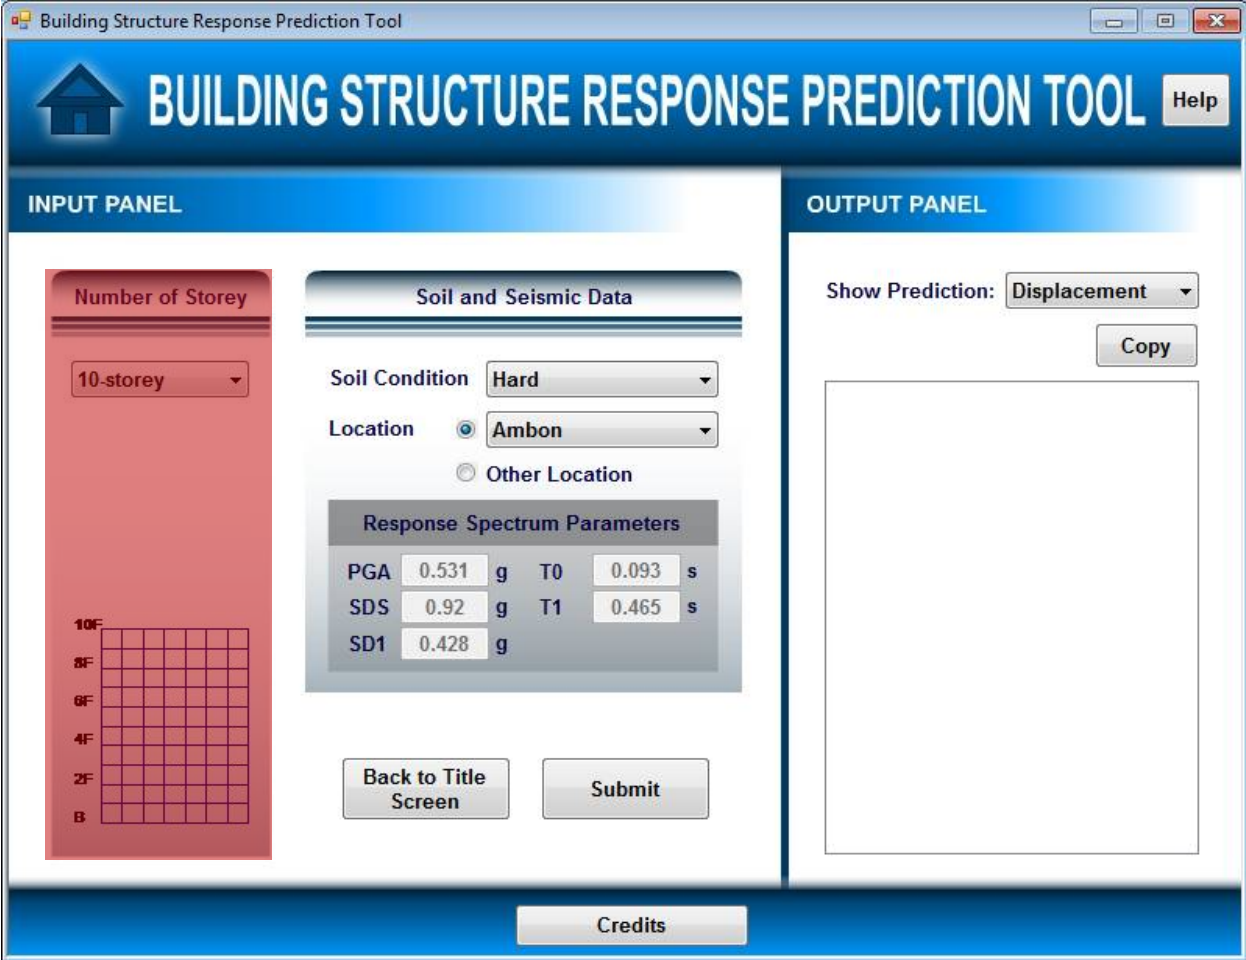 Building Structure Response Prediction Tool
BUILDING STRUCTURE RESPONSE PREDICTION TOOL
Help
INPUT PANEL
OUTPUT PANEL
Number of Storey
10-storey
10F
8F
6F
4F
2F
B
Soil and Seismic Data
Soil Condition Hard
Location Ambon
Other Location
Response Spectrum Parameters
PGA 0.531 g T0 0.093 s
SDS 0.92 g T1 0.465 s
SD1 0.428 g
Back to Title
Screen
Submit
Show Prediction: Displacement
Copy
Credits